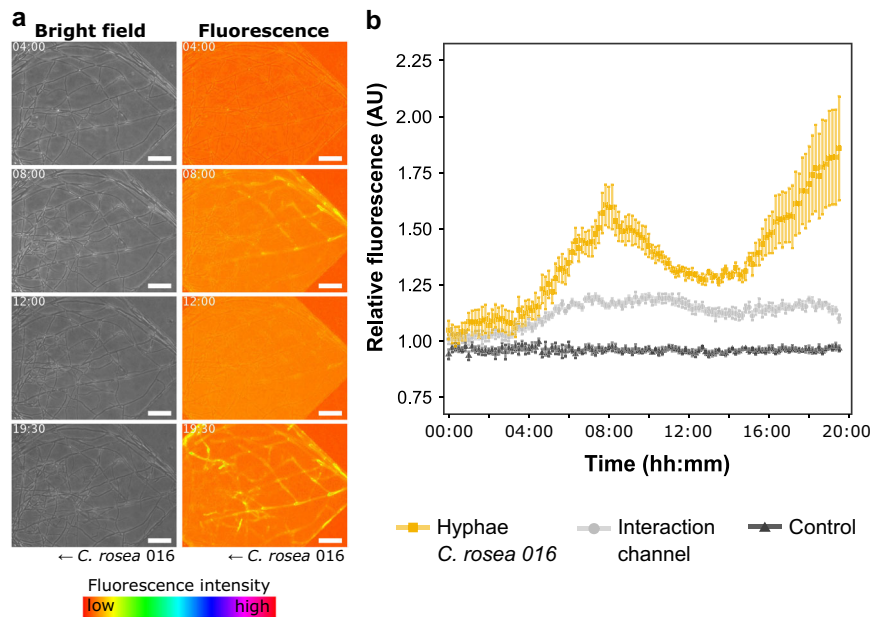 a
Bright field Fluorescence
04:00 04:00
08:00 08:00
12:00 12:00
19:30 19:30
← C. rosea 016 ← C. rosea 016
Fluorescence intensity
low high
b
Relative fluorescence (AU)
2.25
2.00
1.75
1.50
1.25
1.00
0.75
00:00 04:00 08:00 12:00 16:00 20:00
Time (hh:mm)
Hyphae
C. rosea 016
Interaction
channel
Control